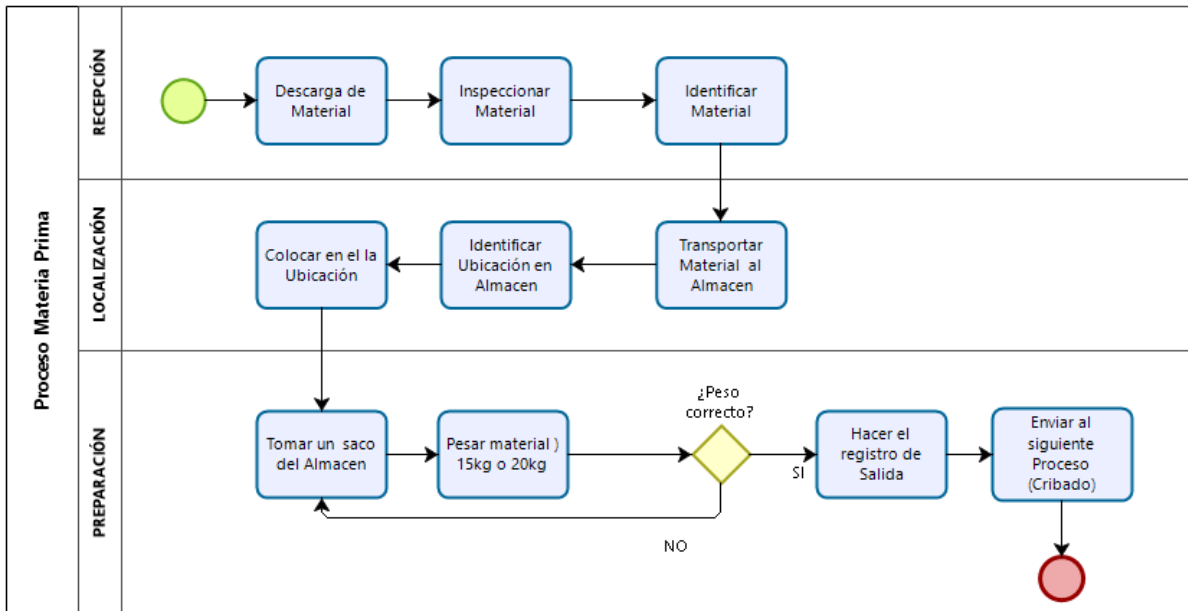 Proceso Materia Prima
RECEPCIÓN
Descarga de
Material
Inspeccionar
Material
Identificar
Material
LOCALIZACIÓN
Colocar en el la
Ubicación
Identificar
Ubicación en
Almacen
Transportar
Material al
Almacen
PREPARACIÓN
Tomar un saco
del Almacen
Pesar material )
15kg o 20kg
¿Peso
correcto?
SI
NO
Hacer el
registro de
Salida
Enviar al
siguiente
Proceso
(Cribado)